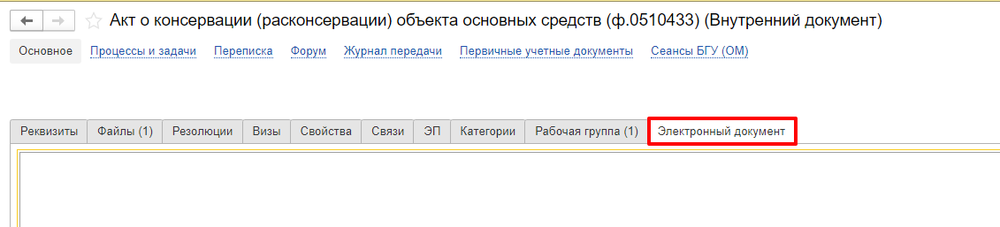 Акт о консервации (расконсервации) объекта основных средств (ф.0510433) (Внутренний документ)
Основное Процессы и задачи Переписка Форум Журнал передачи Первичные учетные документы Сеансы БГУ (ОМ)
Реквизиты Файлы (1) Резолюции Визы Свойства Связи ЭП Категории Рабочая группа (1) Электронный документ